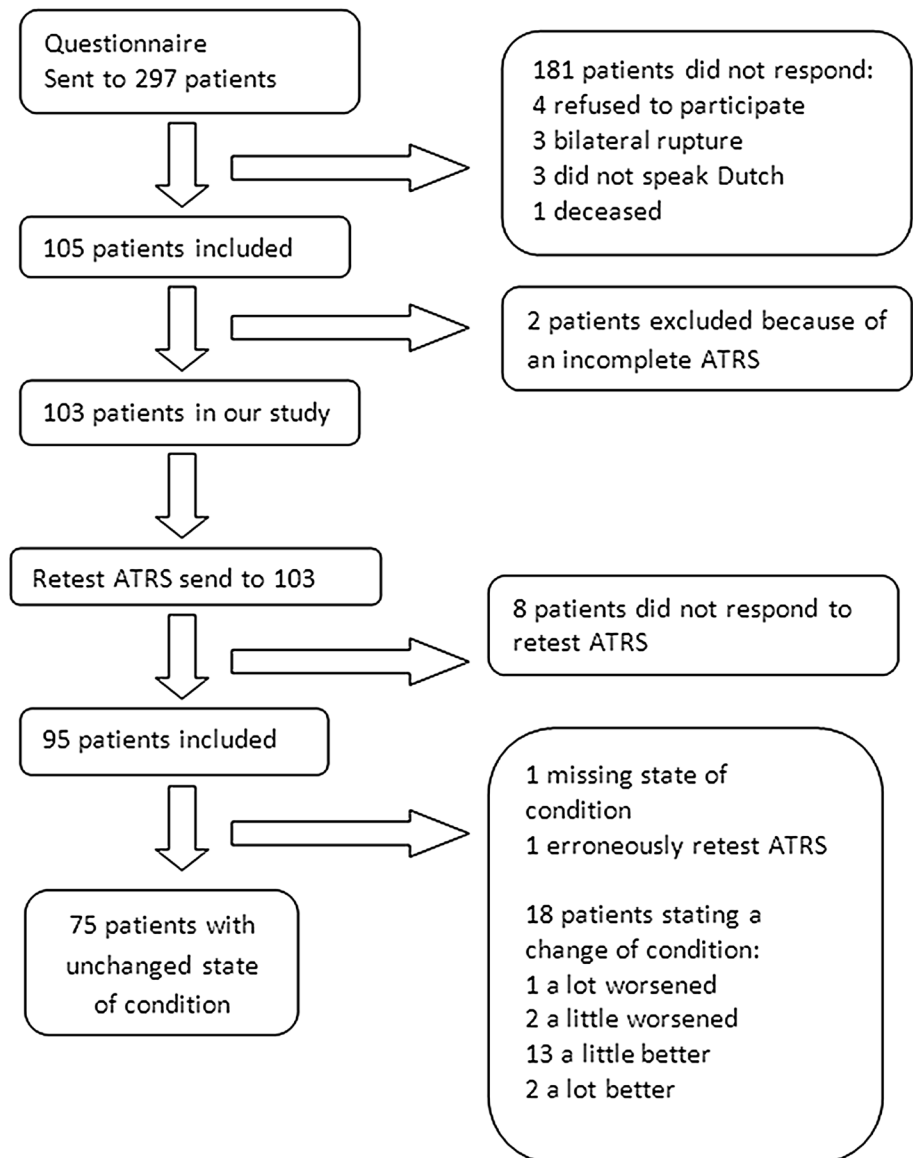 Questionnaire
Sent to 297 patients
181 patients did not respond:
4 refused to participate
3 bilateral rupture
3 did not speak Dutch
1 deceased
105 patients included
2 patients excluded because of
an incomplete ATRS
103 patients in our study
Retest ATRS send to 103
8 patients did not respond to
retest ATRS
95 patients included
1 missing state of
condition
1 erroneously retest ATRS
18 patients stating a
change of condition:
1 a lot worsened
2 a little worsened
13 a little better
2 a lot better
75 patients with
unchanged state
of condition